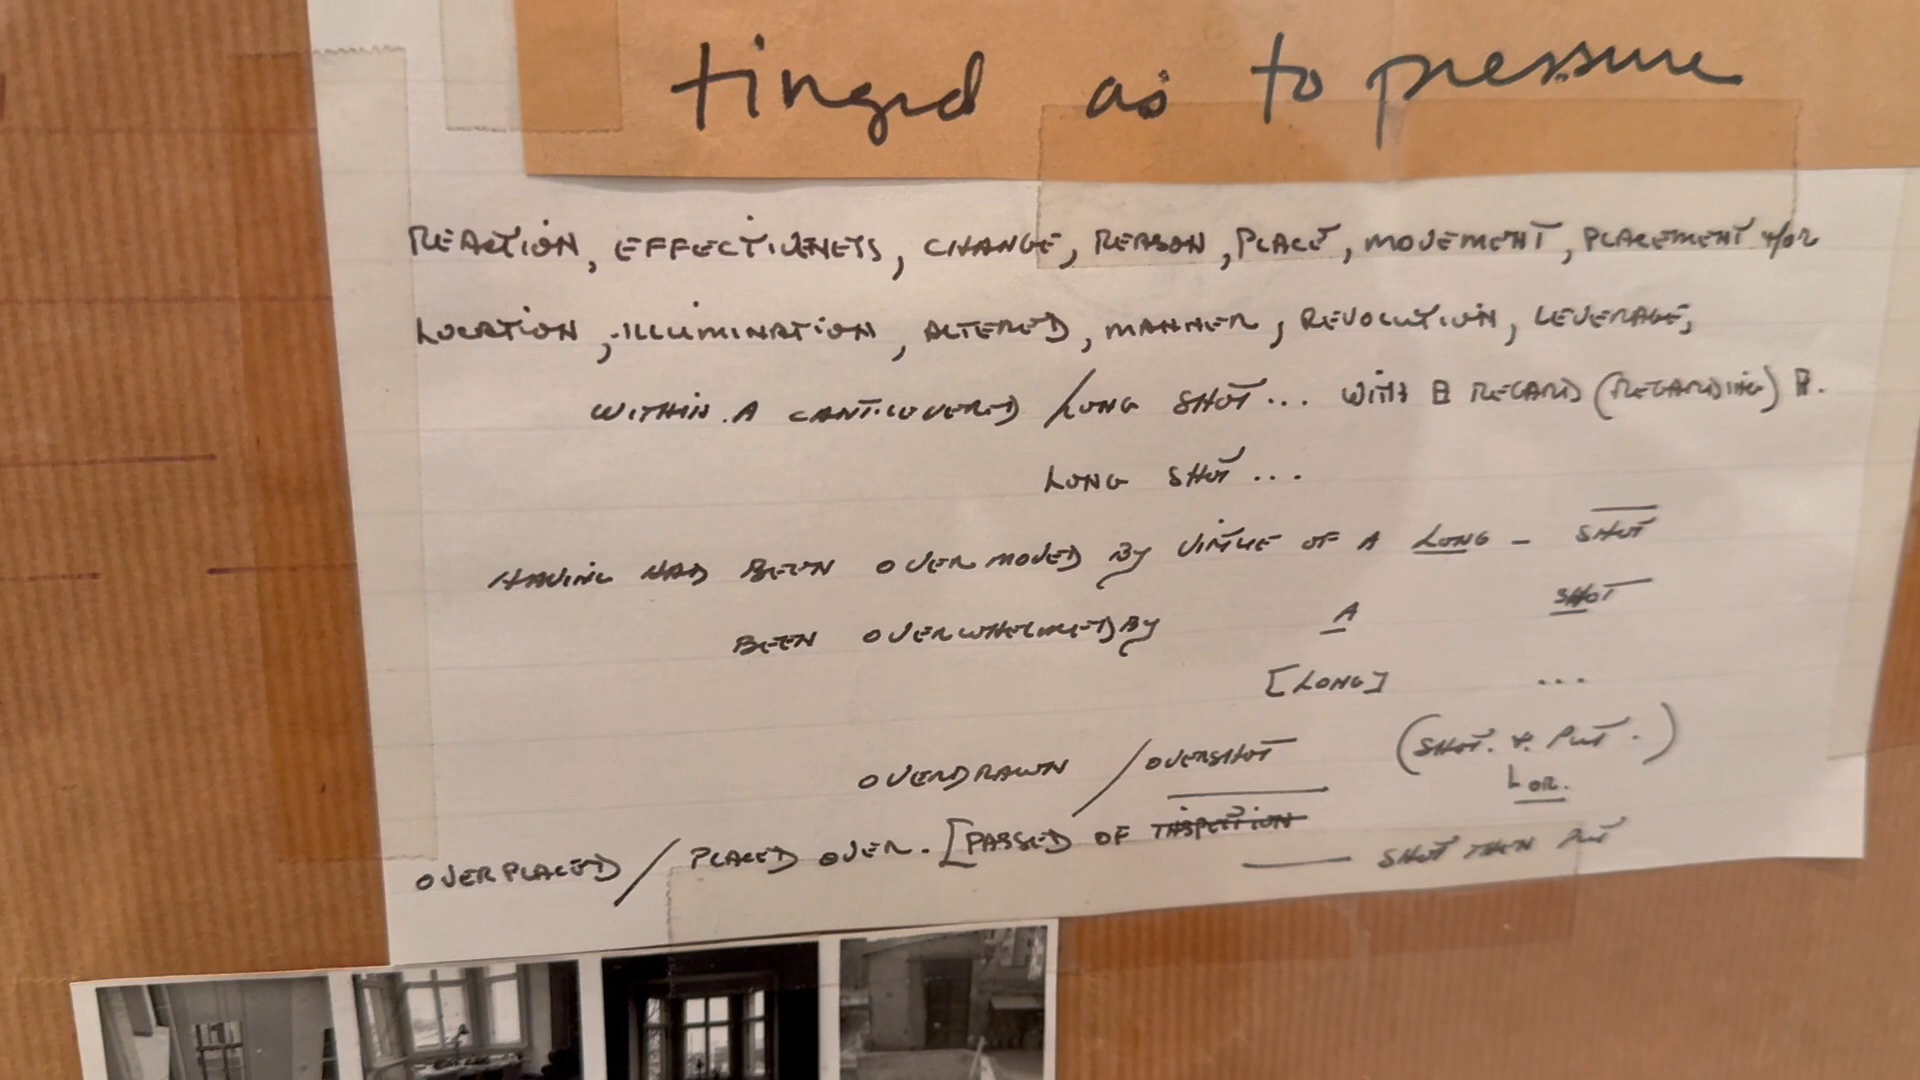 tinged as to pressure
REACTION, EFFECTIVENESS, CHANGE, REASON, PLACE, MOVEMENT, PLACEMENT +/OR
LOCATION, ILLUMINATION, ALTERED, MANNER, REVOLUTION, LEVERAGE,
WITHIN A CANTILEVERED / LONG SHOT... WITH A REGARD (REGARDING)
LONG SHOT...
HAVING HAD BEEN OVER MOVED BY VIRTUE OF A LONG - SHOT
BEEN OVERWHELMED BY A SHOT
[LONG] ...
OVERDRAWN / OVERSHOT (SHOT. + PUT.)
OR.
OVERPLACED / PLACED OVER. [PASSED OF INSPECTION
SHOT THEN PUT